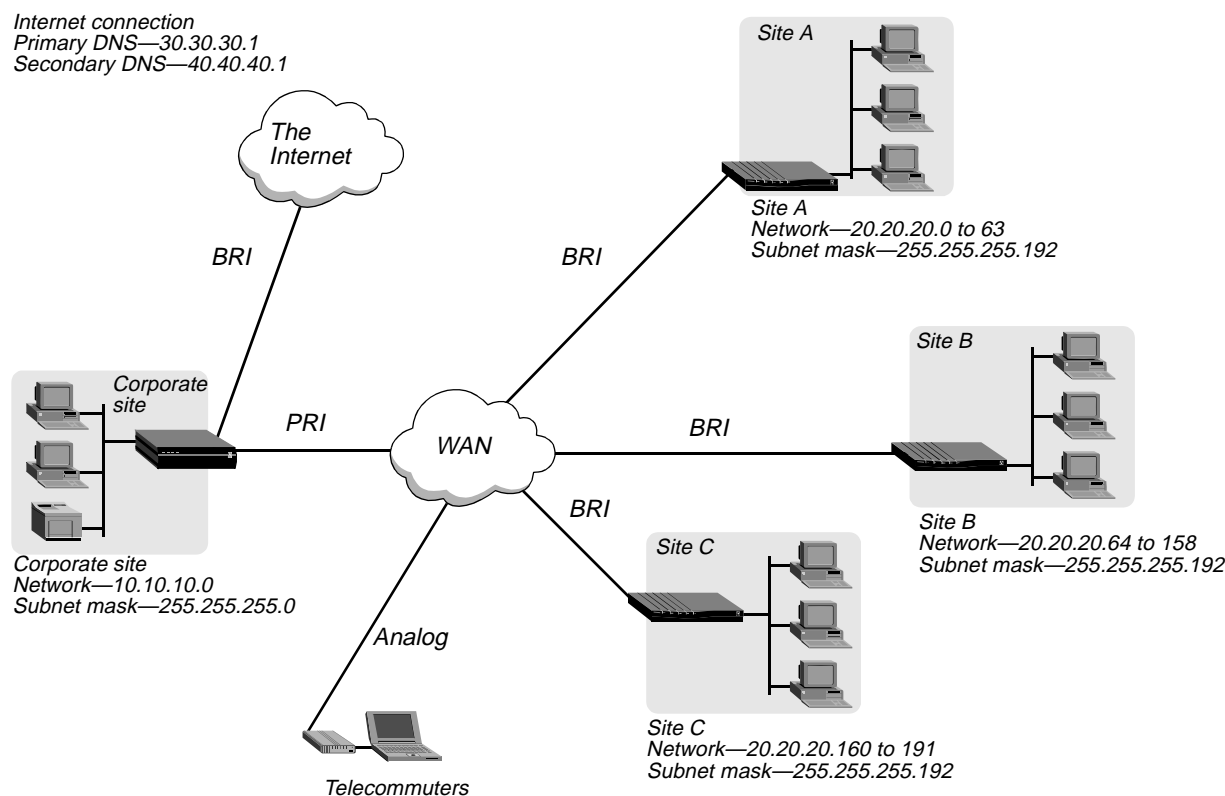 Internet connection
Primary DNS—30.30.30.1
Secondary DNS—40.40.40.1
The
Internet
BRI
Site A
Site A
Network—20.20.20.0 to 63
Subnet mask—255.255.255.192
BRI
Corporate
site
PRI
WAN
BRI
Site B
Site B
Network—20.20.20.64 to 158
Subnet mask—255.255.255.192
Corporate site
Network—10.10.10.0
Subnet mask—255.255.255.0
BRI
Site C
Site C
Network—20.20.20.160 to 191
Subnet mask—255.255.255.192
Analog
Telecommuters